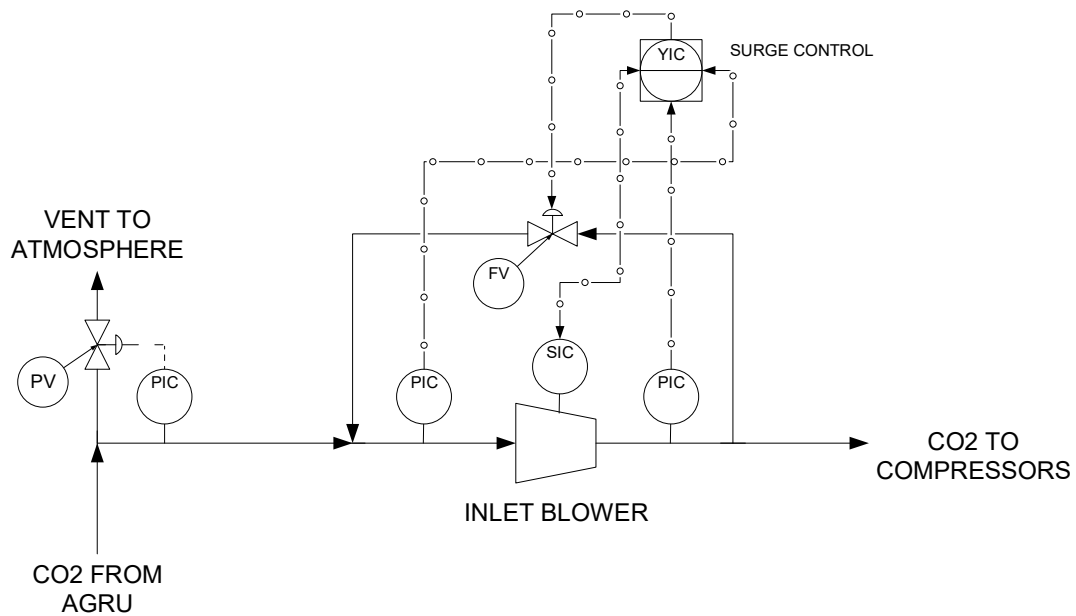 YIC
SURGE CONTROL
VENT TO
ATMOSPHERE
FV
SIC
PV
PIC
PIC
PIC
CO2 TO
COMPRESSORS
INLET BLOWER
CO2 FROM
AGRU